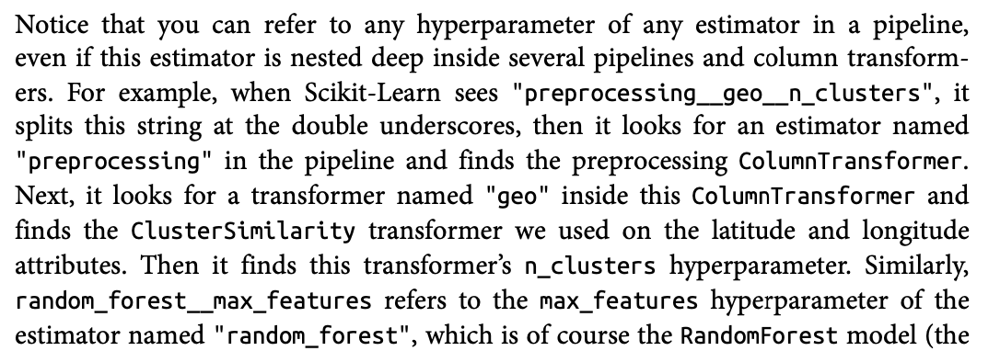 Notice that you can refer to any hyperparameter of any estimator in a pipeline,
even if this estimator is nested deep inside several pipelines and column transform-
ers. For example, when Scikit-Learn sees "preprocessing__geo__n_clusters", it
splits this string at the double underscores, then it looks for an estimator named
"preprocessing" in the pipeline and finds the preprocessing ColumnTransformer.
Next, it looks for a transformer named "geo" inside this ColumnTransformer and
finds the ClusterSimilarity transformer we used on the latitude and longitude
attributes. Then it finds this transformer’s n_clusters hyperparameter. Similarly,
random_forest__max_features refers to the max_features hyperparameter of the
estimator named "random_forest", which is of course the RandomForest model (the